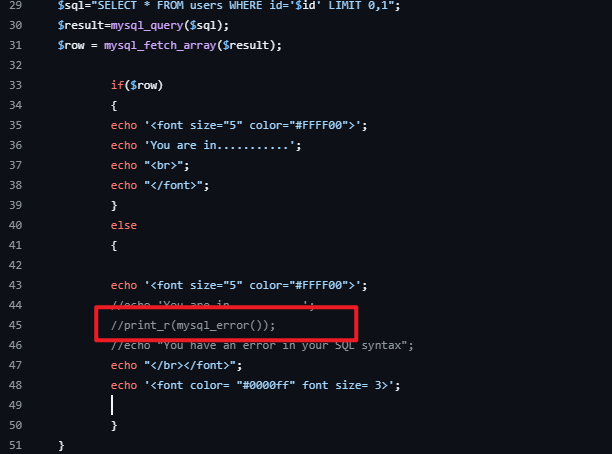 29 $sql="SELECT * FROM users WHERE id='$id' LIMIT 0,1";
30 $result=mysql_query($sql);
31 $row = mysql_fetch_array($result);
32
33 if($row)
34 {
35 echo '<font size="5" color="#FFFF00">';
36 echo 'You are in...........';
37 echo "<br>";
38 echo "</font>";
39 }
40 else
41 {
42
43 echo '<font size="5" color="#FFFF00">';
44 //echo 'You are in...........';
45 //print_r(mysql_error());
46 //echo "You have an error in your SQL syntax";
47 echo "</br></font>";
48 echo '<font color= "#0000ff" font size= 3>';
49
50 }
51 }